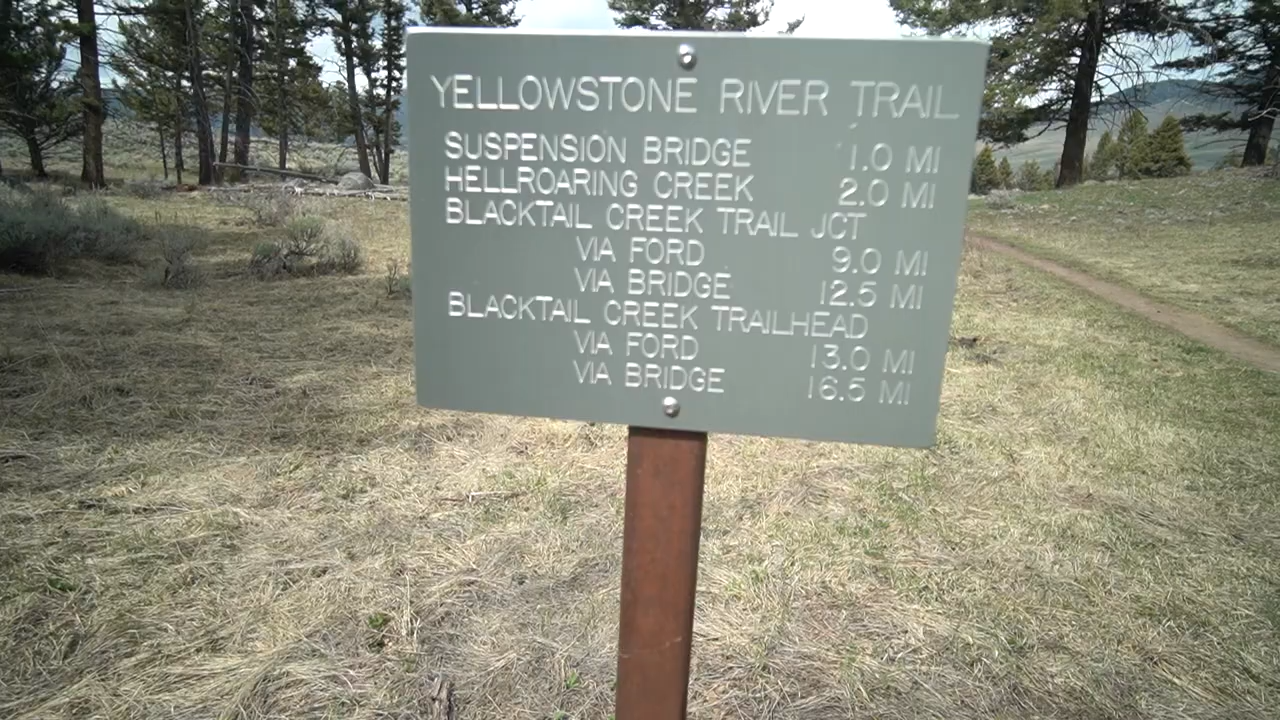 YELLOWSTONE RIVER TRAIL
SUSPENSION BRIDGE 1.0 MI
HELLROARING CREEK 2.0 MI
BLACKTAIL CREEK TRAIL JCT
VIA FORD 9.0 MI
VIA BRIDGE 12.5 MI
BLACKTAIL CREEK TRAILHEAD
VIA FORD 13.0 MI
VIA BRIDGE 16.5 MI